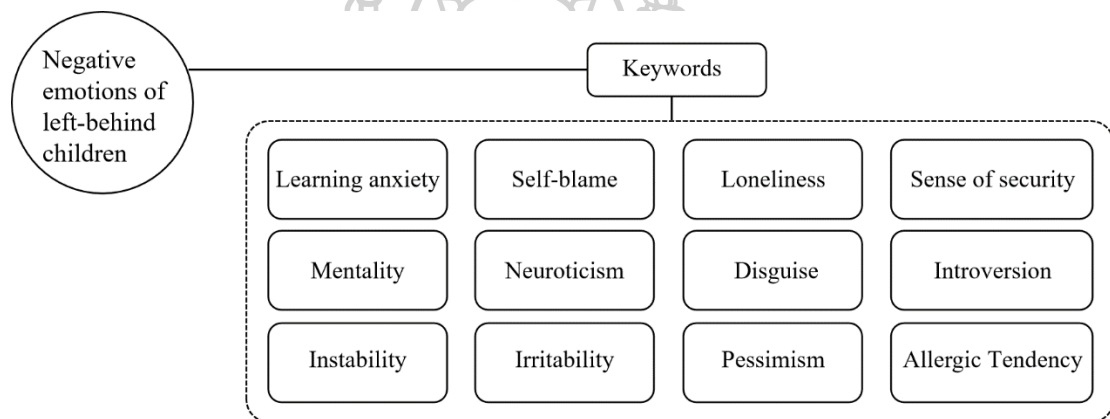 Negative
emotions of
left-behind
children
Keywords
Learning anxiety
Self-blame
Loneliness
Sense of security
Mentality
Neuroticism
Disguise
Introversion
Instability
Irritability
Pessimism
Allergic Tendency